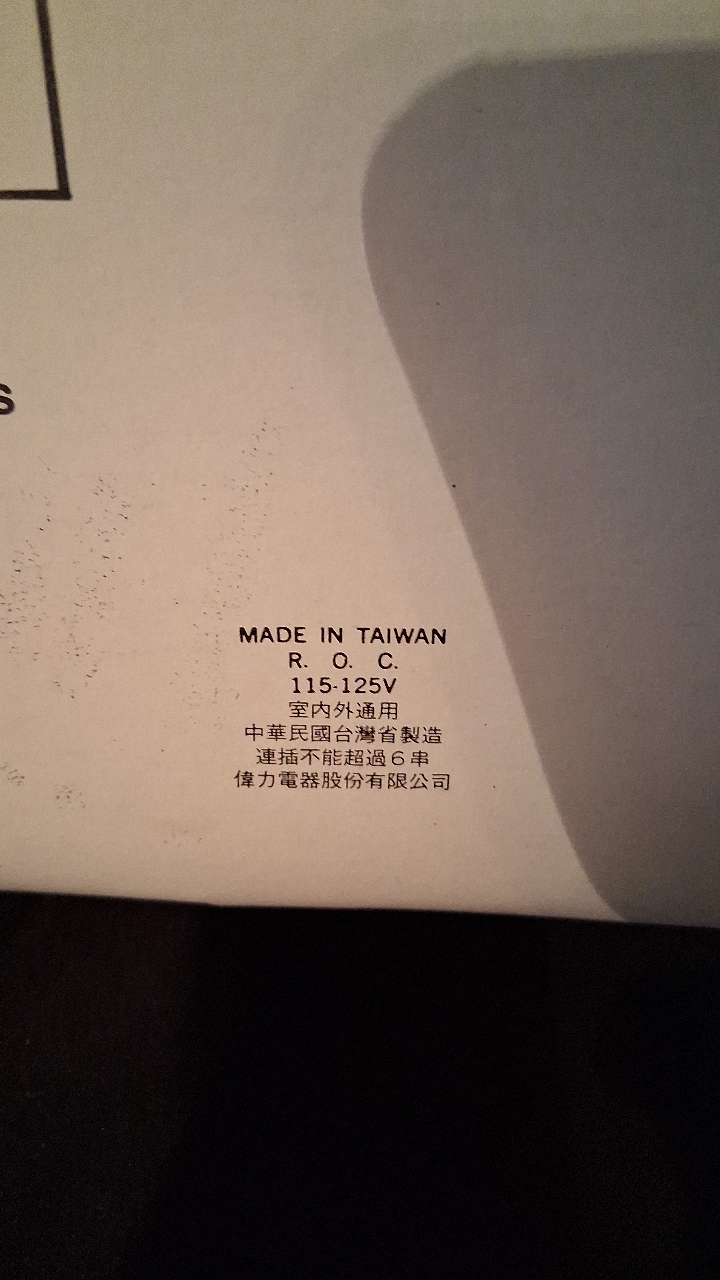 S
MADE IN TAIWAN
R. O. C.
115-125V
室内外通用
中華民國台灣省製造
連插不能超過6串
偉力電器股份有限公司